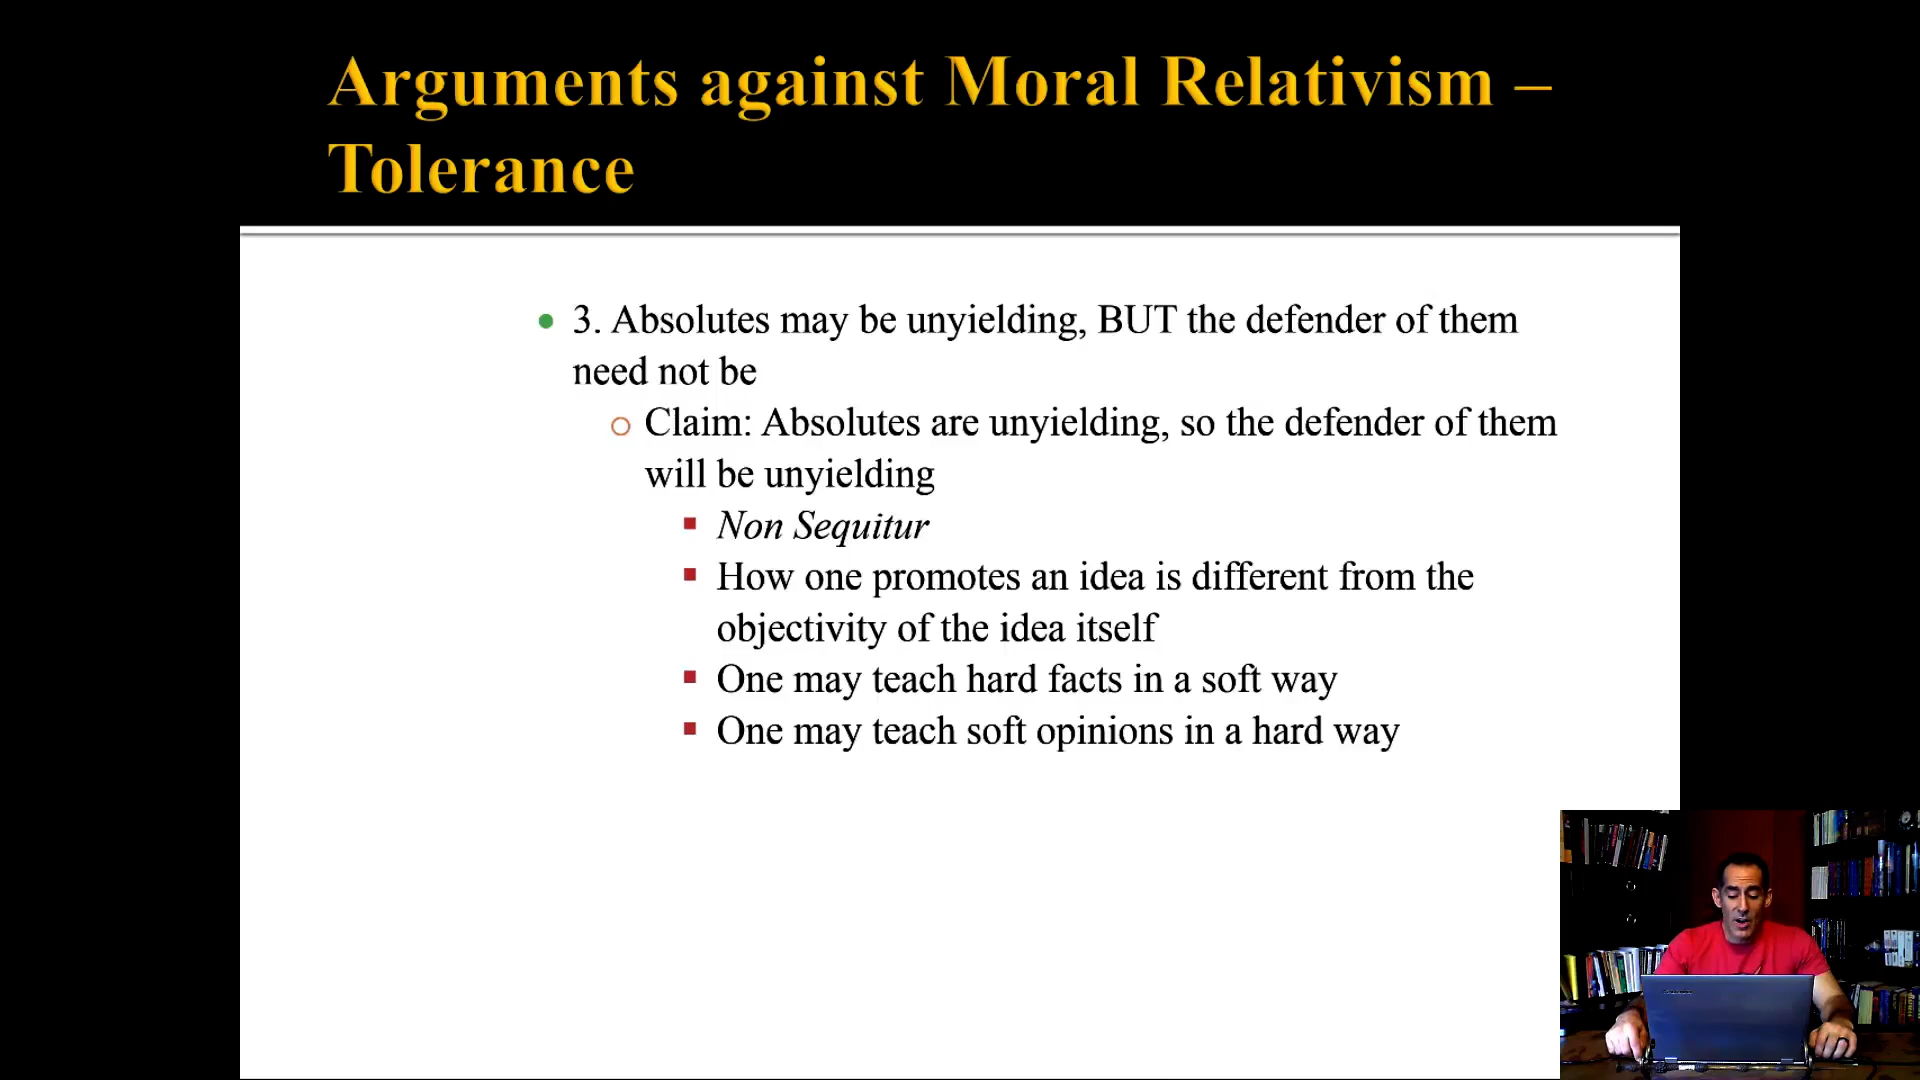 Arguments against Moral Relativism –
Tolerance
• 3. Absolutes may be unyielding, BUT the defender of them
need not be
o Claim: Absolutes are unyielding, so the defender of them
will be unyielding
▪ Non Sequitur
▪ How one promotes an idea is different from the
objectivity of the idea itself
▪ One may teach hard facts in a soft way
▪ One may teach soft opinions in a hard way